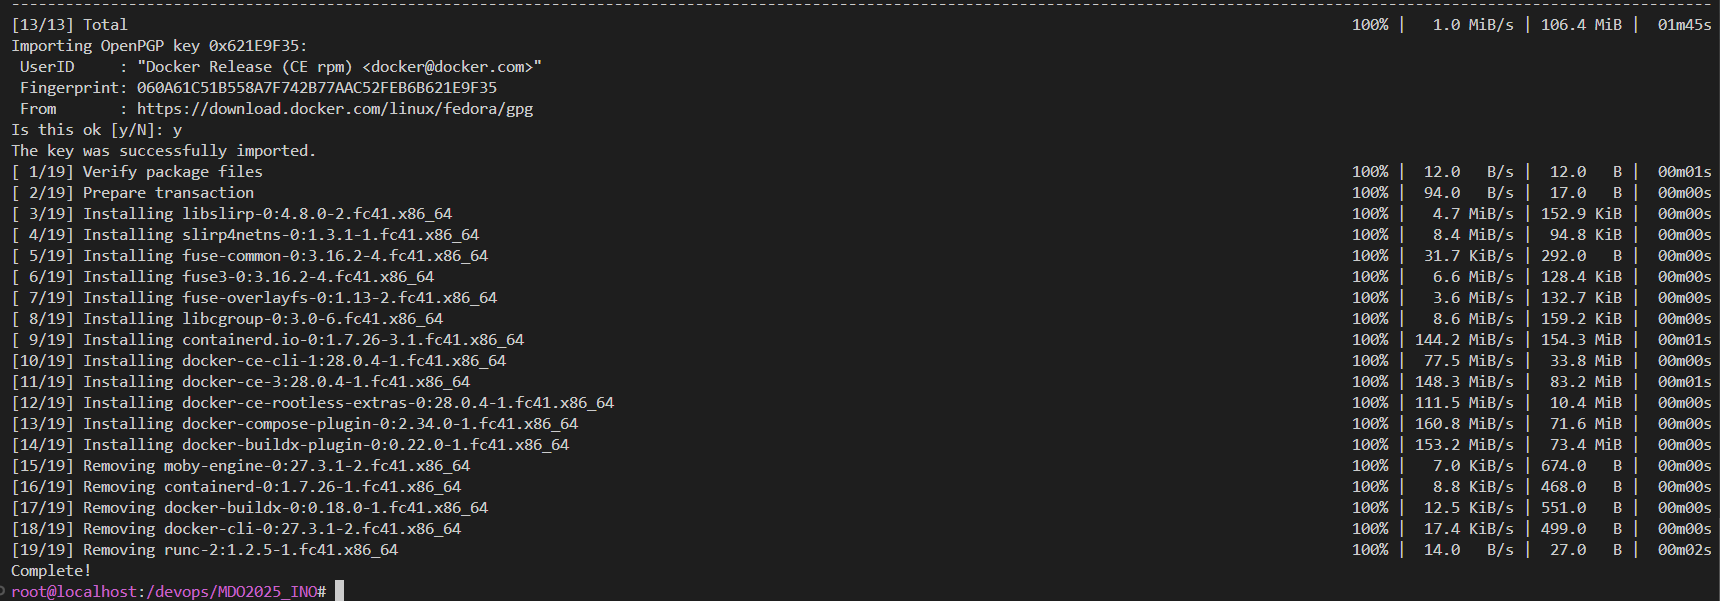 [13/13] Total 100% | 1.0 MiB/s | 106.4 MiB | 01m45s
Importing OpenPGP key 0x621E9F35:
 UserID     : "Docker Release (CE rpm) <docker@docker.com>"
 Fingerprint: 060A61C51B558A7F742B77AAC52FEB6B621E9F35
 From       : https://download.docker.com/linux/fedora/gpg
Is this ok [y/N]: y
The key was successfully imported.
[ 1/19] Verify package files 100% | 12.0 B/s | 12.0 B | 00m01s
[ 2/19] Prepare transaction 100% | 94.0 B/s | 17.0 B | 00m00s
[ 3/19] Installing libslirp-0:4.8.0-2.fc41.x86_64 100% | 4.7 MiB/s | 152.9 KiB | 00m00s
[ 4/19] Installing slirp4netns-0:1.3.1-1.fc41.x86_64 100% | 8.4 MiB/s | 94.8 KiB | 00m00s
[ 5/19] Installing fuse-common-0:3.16.2-4.fc41.x86_64 100% | 31.7 KiB/s | 292.0 B | 00m00s
[ 6/19] Installing fuse3-0:3.16.2-4.fc41.x86_64 100% | 6.6 MiB/s | 128.4 KiB | 00m00s
[ 7/19] Installing fuse-overlayfs-0:1.13-2.fc41.x86_64 100% | 3.6 MiB/s | 132.7 KiB | 00m00s
[ 8/19] Installing libcgroup-0:3.0-6.fc41.x86_64 100% | 8.6 MiB/s | 159.2 KiB | 00m00s
[ 9/19] Installing containerd.io-0:1.7.26-3.1.fc41.x86_64 100% | 144.2 MiB/s | 154.3 MiB | 00m01s
[10/19] Installing docker-ce-cli-1:28.0.4-1.fc41.x86_64 100% | 77.5 MiB/s | 33.8 MiB | 00m00s
[11/19] Installing docker-ce-3:28.0.4-1.fc41.x86_64 100% | 148.3 MiB/s | 83.2 MiB | 00m01s
[12/19] Installing docker-ce-rootless-extras-0:28.0.4-1.fc41.x86_64 100% | 111.5 MiB/s | 10.4 MiB | 00m00s
[13/19] Installing docker-compose-plugin-0:2.34.0-1.fc41.x86_64 100% | 160.8 MiB/s | 71.6 MiB | 00m00s
[14/19] Installing docker-buildx-plugin-0:0.22.0-1.fc41.x86_64 100% | 153.2 MiB/s | 73.4 MiB | 00m00s
[15/19] Removing moby-engine-0:27.3.1-2.fc41.x86_64 100% | 7.0 KiB/s | 674.0 B | 00m00s
[16/19] Removing containerd-0:1.7.26-1.fc41.x86_64 100% | 8.8 KiB/s | 468.0 B | 00m00s
[17/19] Removing docker-buildx-0:0.18.0-1.fc41.x86_64 100% | 12.5 KiB/s | 551.0 B | 00m00s
[18/19] Removing docker-cli-0:27.3.1-2.fc41.x86_64 100% | 17.4 KiB/s | 499.0 B | 00m00s
[19/19] Removing runc-2:1.2.5-1.fc41.x86_64 100% | 14.0 B/s | 27.0 B | 00m02s
Complete!
root@localhost:/devops/MDO2025_INO#